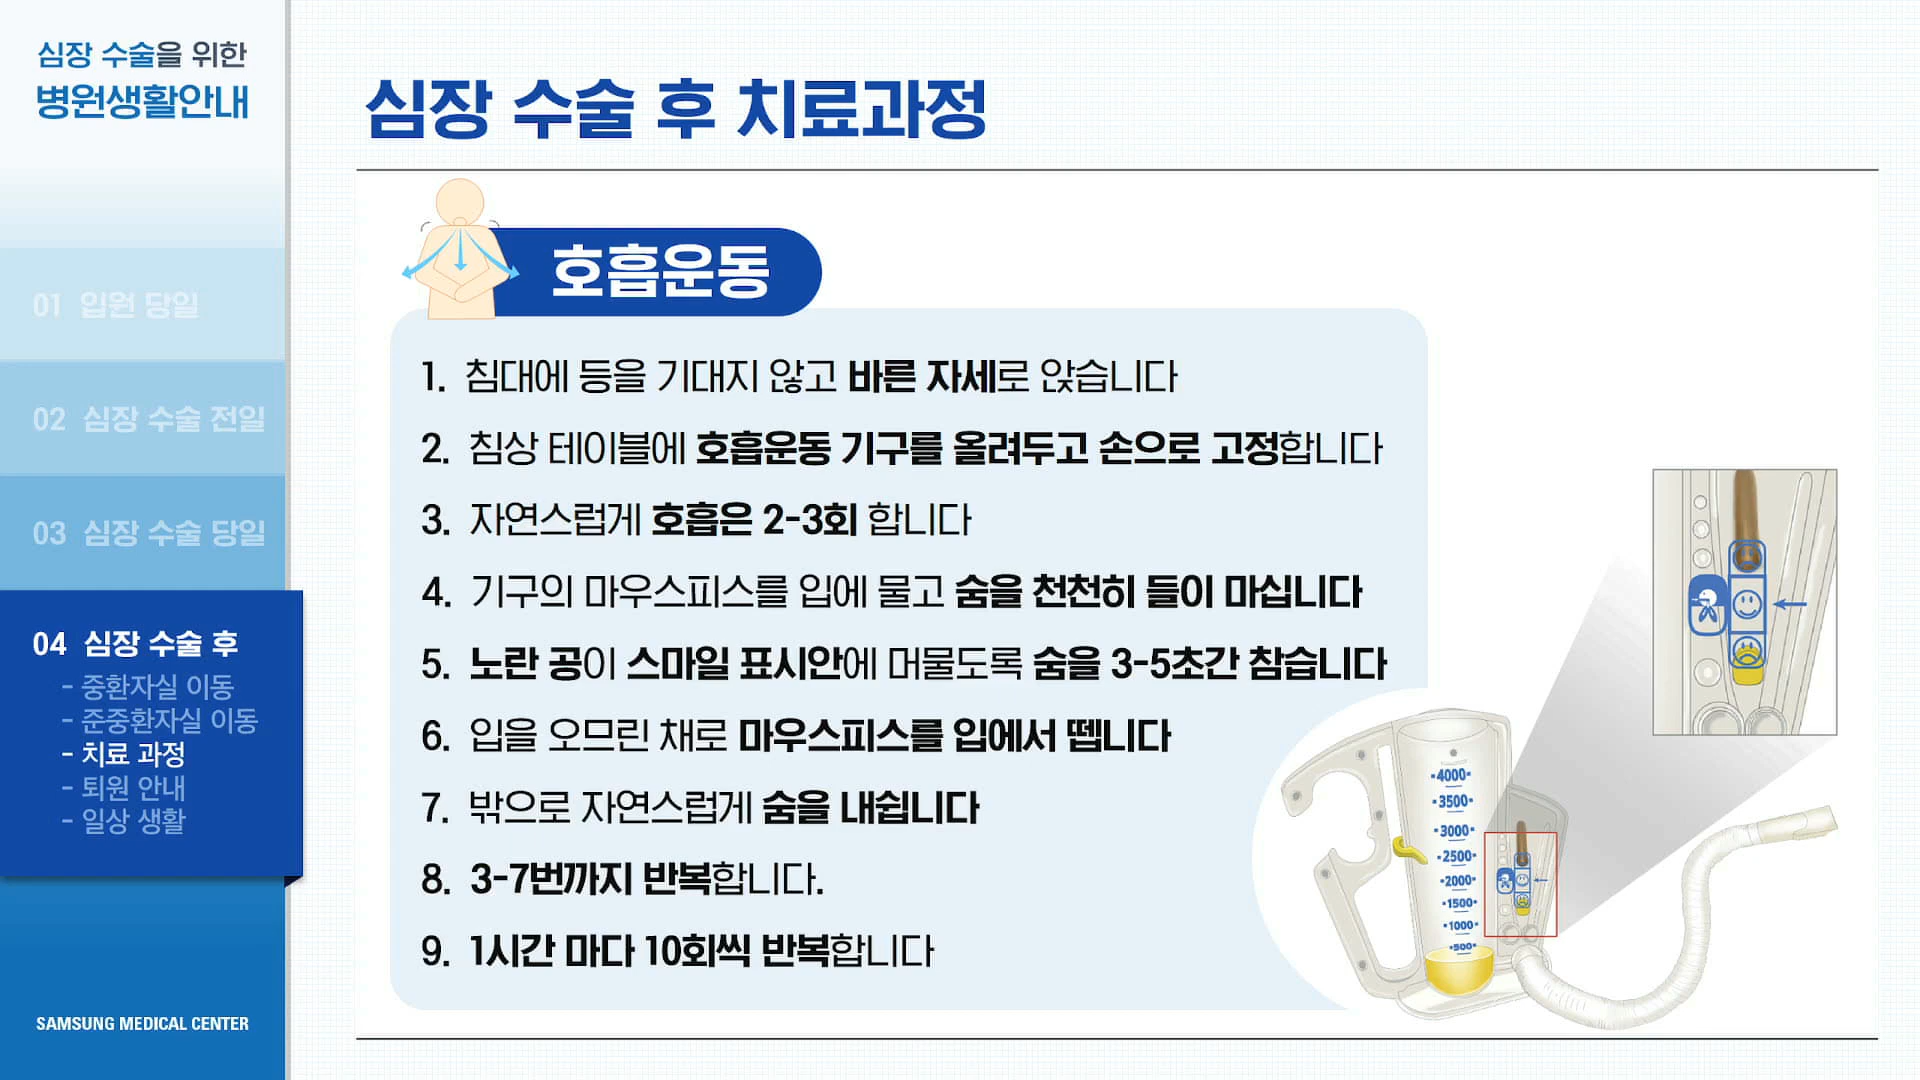 심장 수술을 위한
병원생활안내
01 입원 당일
02 심장 수술 전일
03 심장 수술 당일
04 심장 수술 후
- 중환자실 이동
- 준중환자실 이동
- 치료 과정
- 퇴원 안내
- 일상 생활
SAMSUNG MEDICAL CENTER
심장 수술 후 치료과정
호흡운동
1. 침대에 등을 기대지 않고 바른 자세로 앉습니다
2. 침상 테이블에 호흡운동 기구를 올려두고 손으로 고정합니다
3. 자연스럽게 호흡은 2-3회 합니다
4. 기구의 마우스피스를 입에 물고 숨을 천천히 들이 마십니다
5. 노란 공이 스마일 표시안에 머물도록 숨을 3-5초간 참습니다
6. 입을 오므린 채로 마우스피스를 입에서 뗍니다
7. 밖으로 자연스럽게 숨을 내쉽니다
8. 3-7번까지 반복합니다.
9. 1시간 마다 10회씩 반복합니다
4000
3500
3000
2500
2000
1500
1000
500